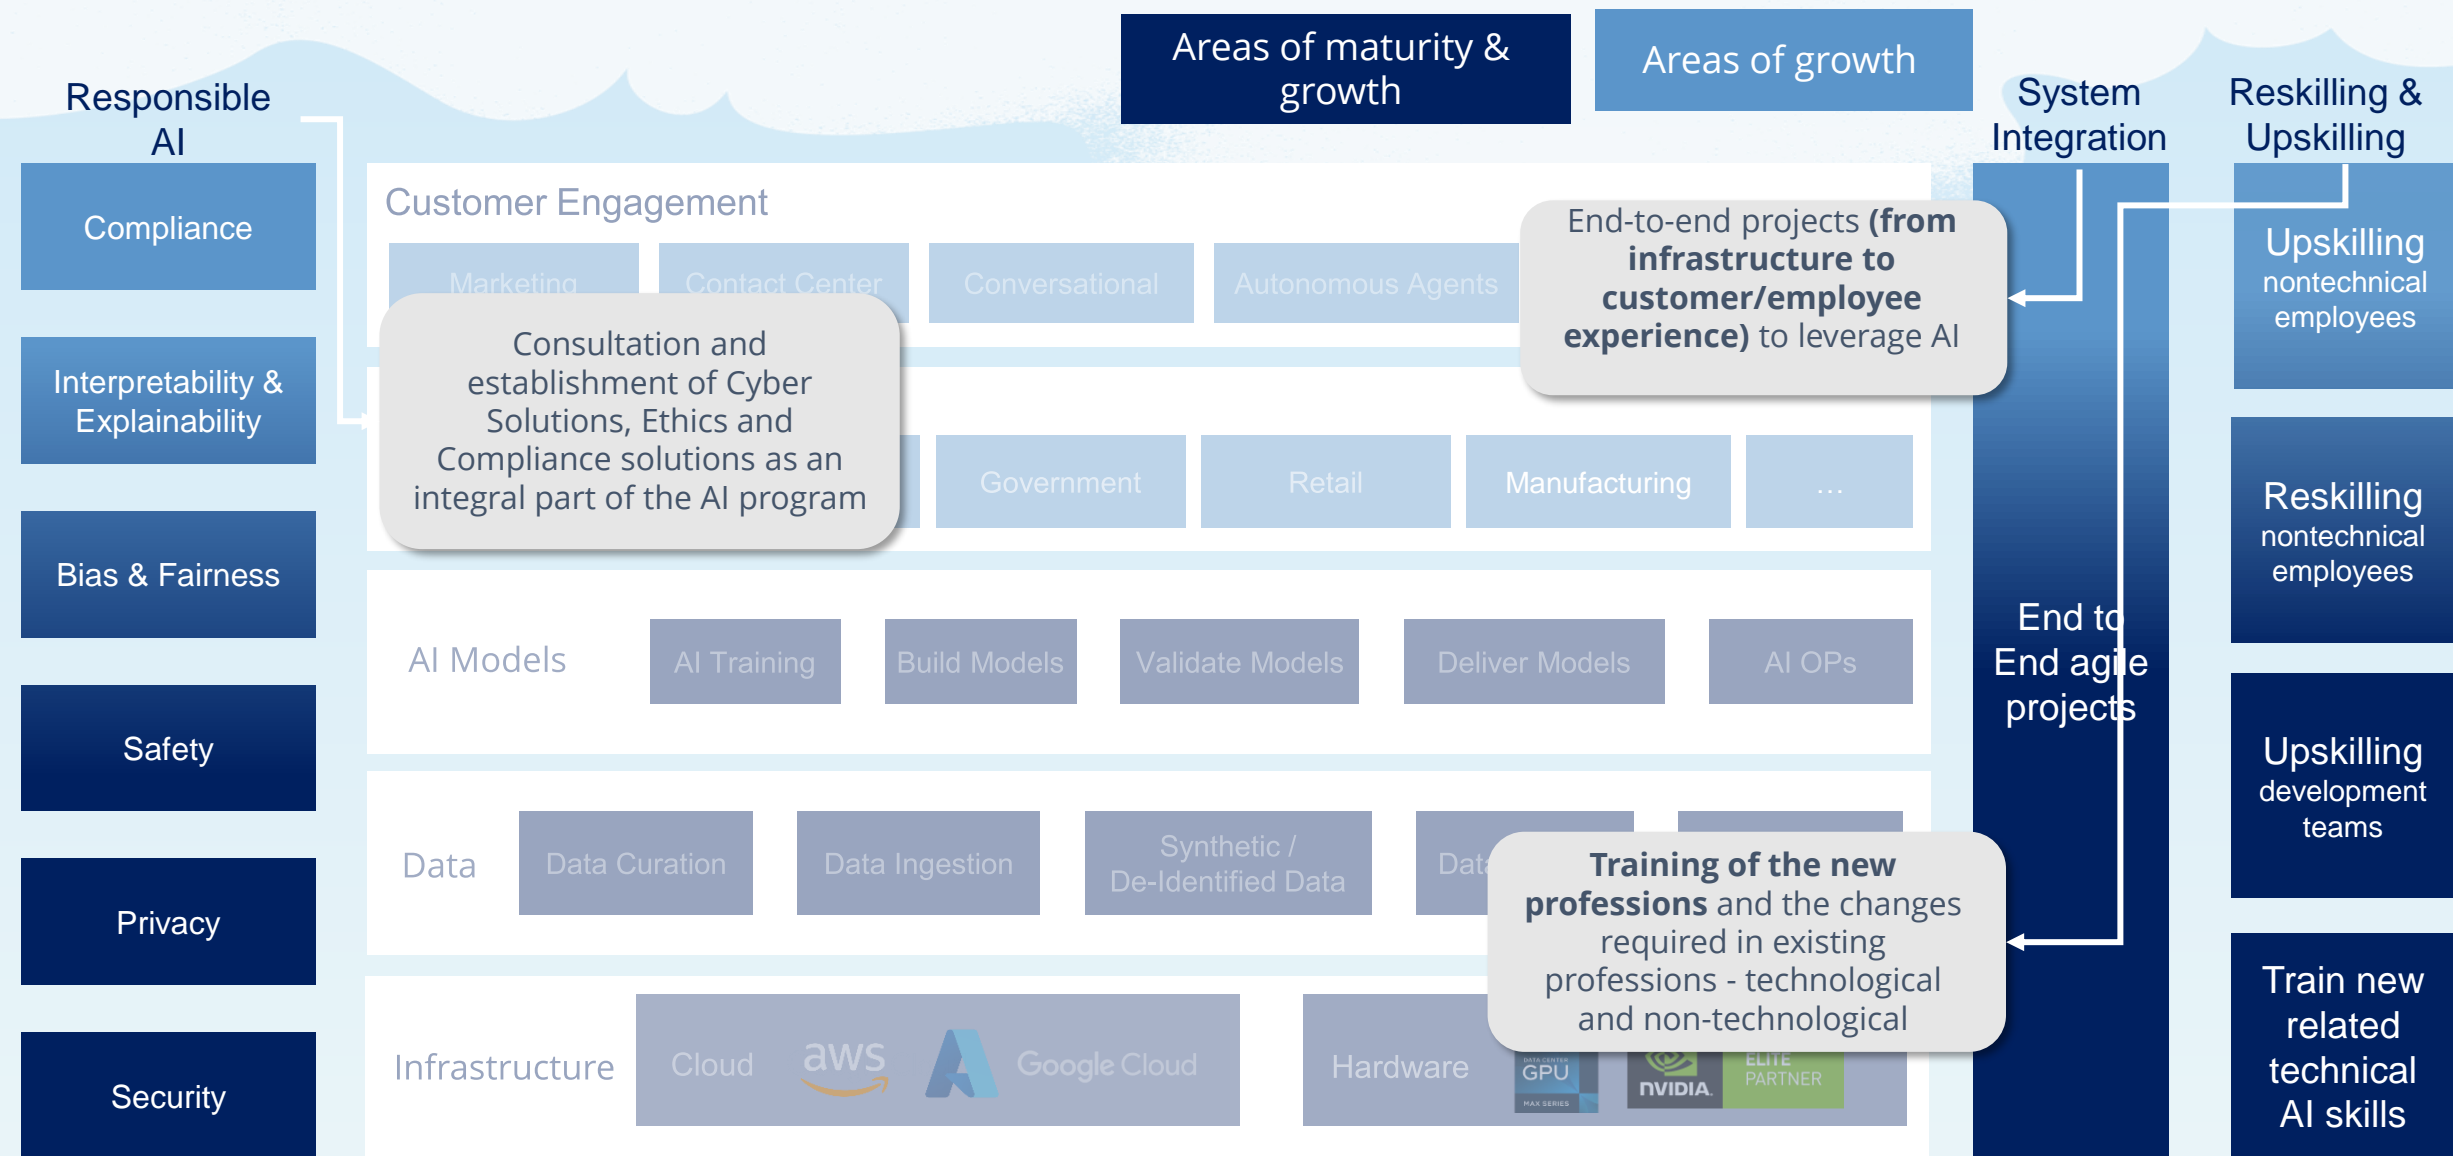 Areas of maturity &
growth
Areas of growth
Responsible
AI
System
Integration
Reskilling &
Upskilling
Compliance
Interpretability &
Explainability
Bias & Fairness
Safety
Privacy
Security
Customer Engagement
Marketing
Contact Center
Conversational
Autonomous Agents
End-to-end projects (from
infrastructure to
customer/employee
experience) to leverage AI
Consultation and
establishment of Cyber
Solutions, Ethics and
Compliance solutions as an
integral part of the AI program
Government
Retail
Manufacturing
...
AI Models
AI Training
Build Models
Validate Models
Deliver Models
AI OPs
Data
Data Curation
Data Ingestion
Synthetic /
De-Identified Data
Data
Training of the new
professions and the changes
required in existing
professions - technological
and non-technological
Infrastructure
Cloud
aws
Google Cloud
Hardware
DATA CENTER
GPU
MAX SERIES
NVIDIA.
ELITE
PARTNER
End to
End agile
projects
Upskilling
nontechnical
employees
Reskilling
nontechnical
employees
Upskilling
development
teams
Train new
related
technical
AI skills